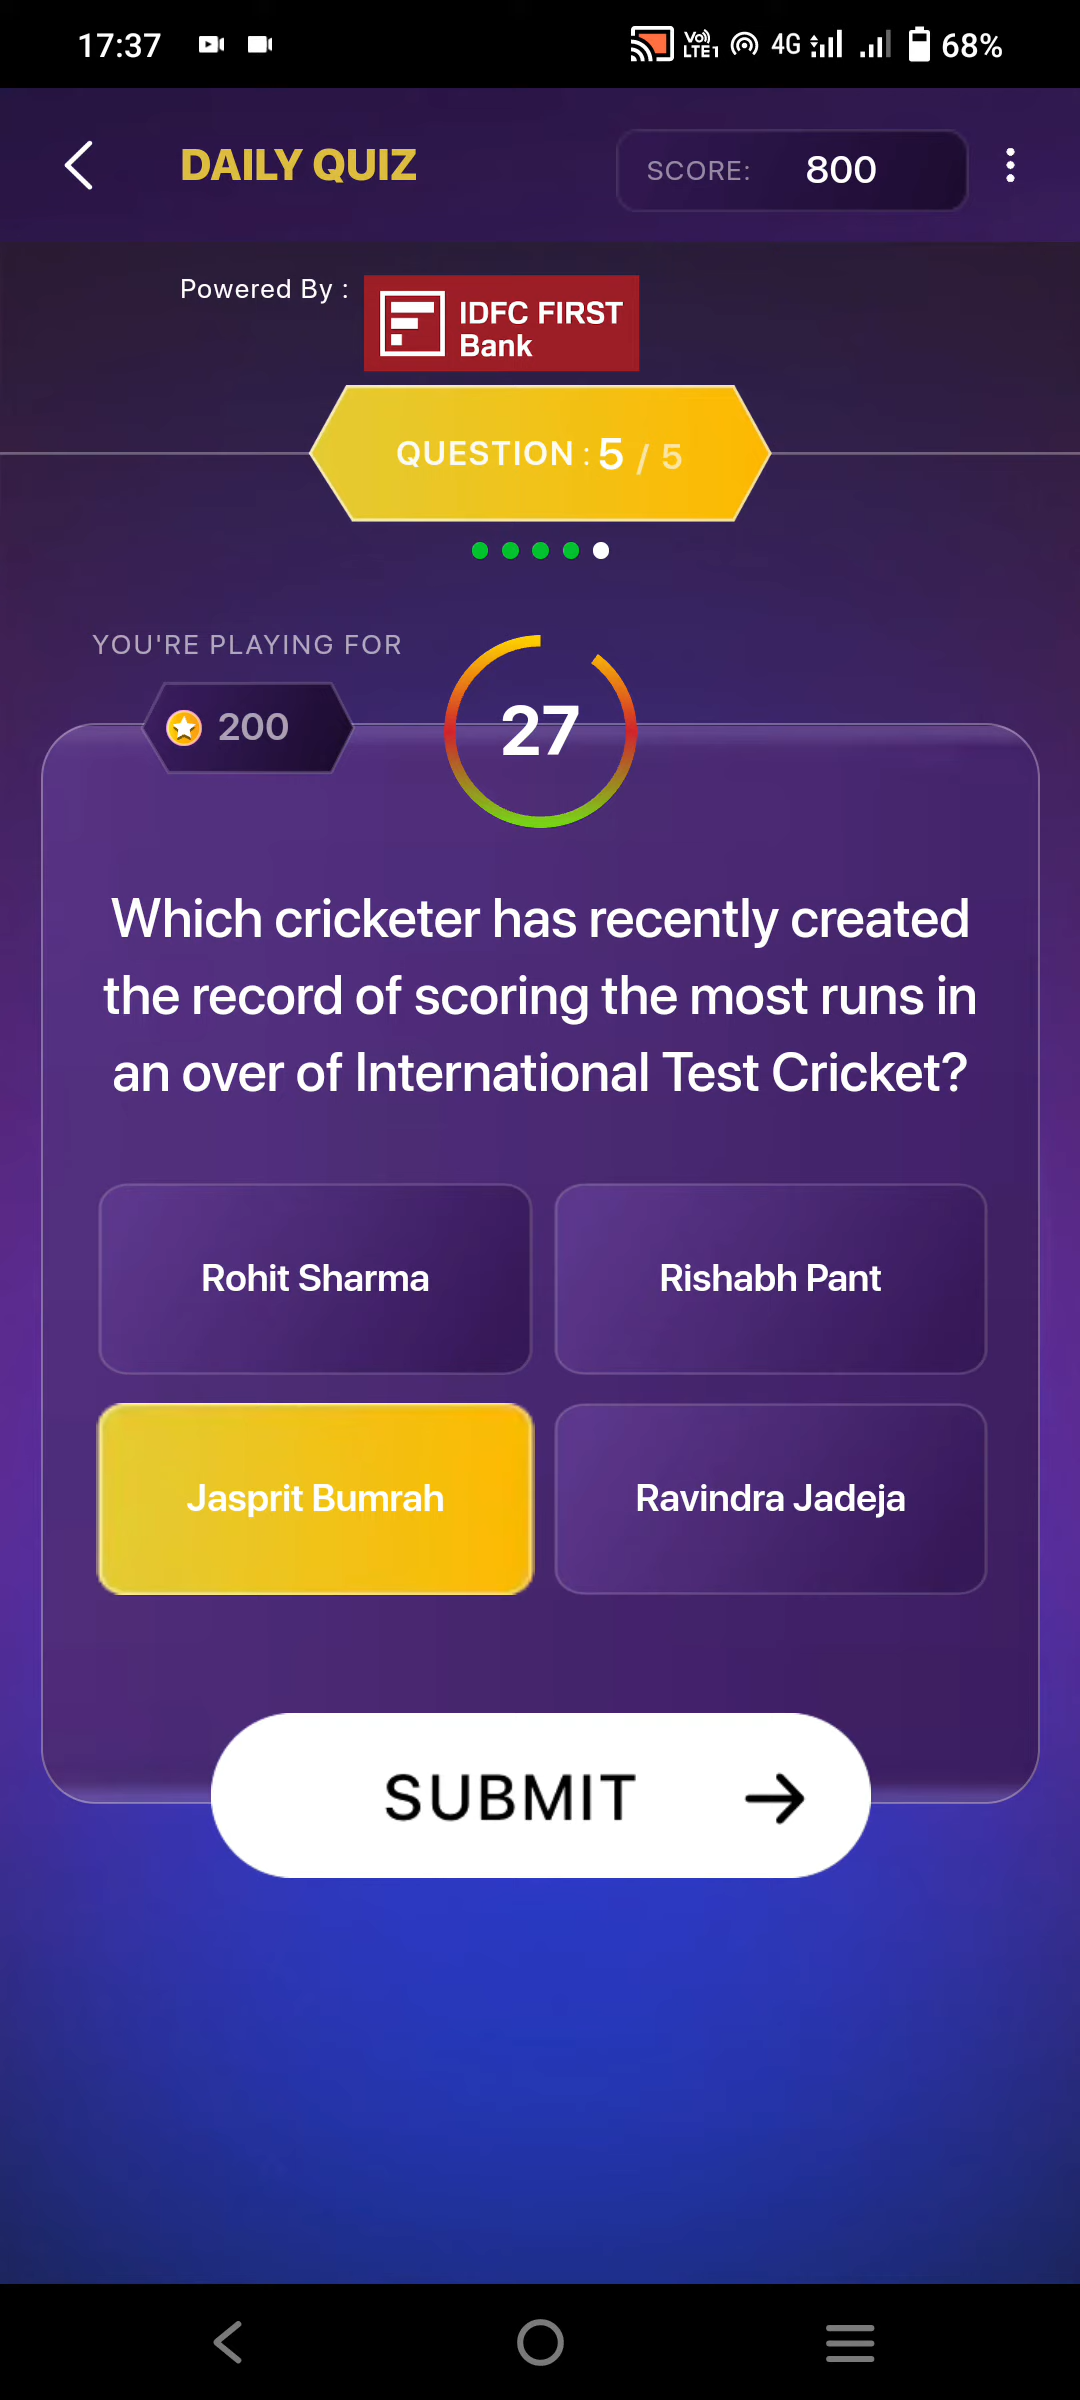 17:37 Vo) LTE1 4G 68%
DAILY QUIZ SCORE: 800
Powered By :
IDFC FIRST
Bank
QUESTION : 5 / 5
YOU'RE PLAYING FOR
200
27
Which cricketer has recently created
the record of scoring the most runs in
an over of International Test Cricket?
Rohit Sharma Rishabh Pant
Jasprit Bumrah Ravindra Jadeja
SUBMIT